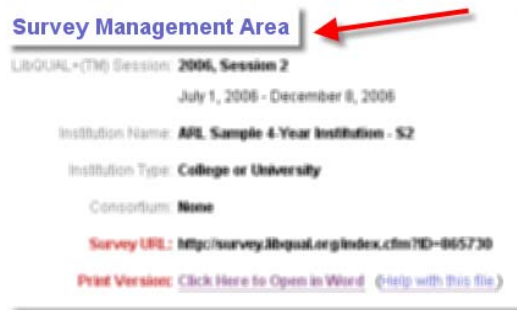 Survey Management Area
LibQUAL+(TM) Session: 2006, Session 2
July 1, 2006 - December 8, 2006
Institution Name: ARL Sample 4-Year Institution - S2
Institution Type: College or University
Consortium: None
Survey URL: http://survey.libqual.org/index.cfm?ID=865730
Print Version: Click Here to Open in Word (Help with this file)